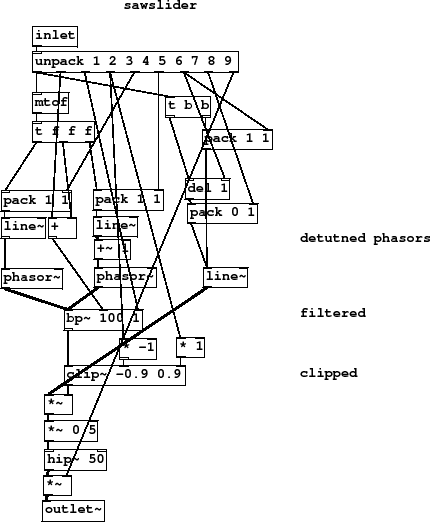 sawslider
inlet
unpack 1 2 3 4 5 6 7 8 9
mtof
t b b
t f f f
pack 1 1
del 1
pack 1 1
pack 1 1
pack 0 1
line~
+
line~
detutned phasors
+~ 1
phasor~
phasor~
line~
bp~ 100 1
filtered
* -1
* 1
clip~ -0.9 0.9
clipped
*~
*~ 0.5
hip~ 50
*~
outlet~